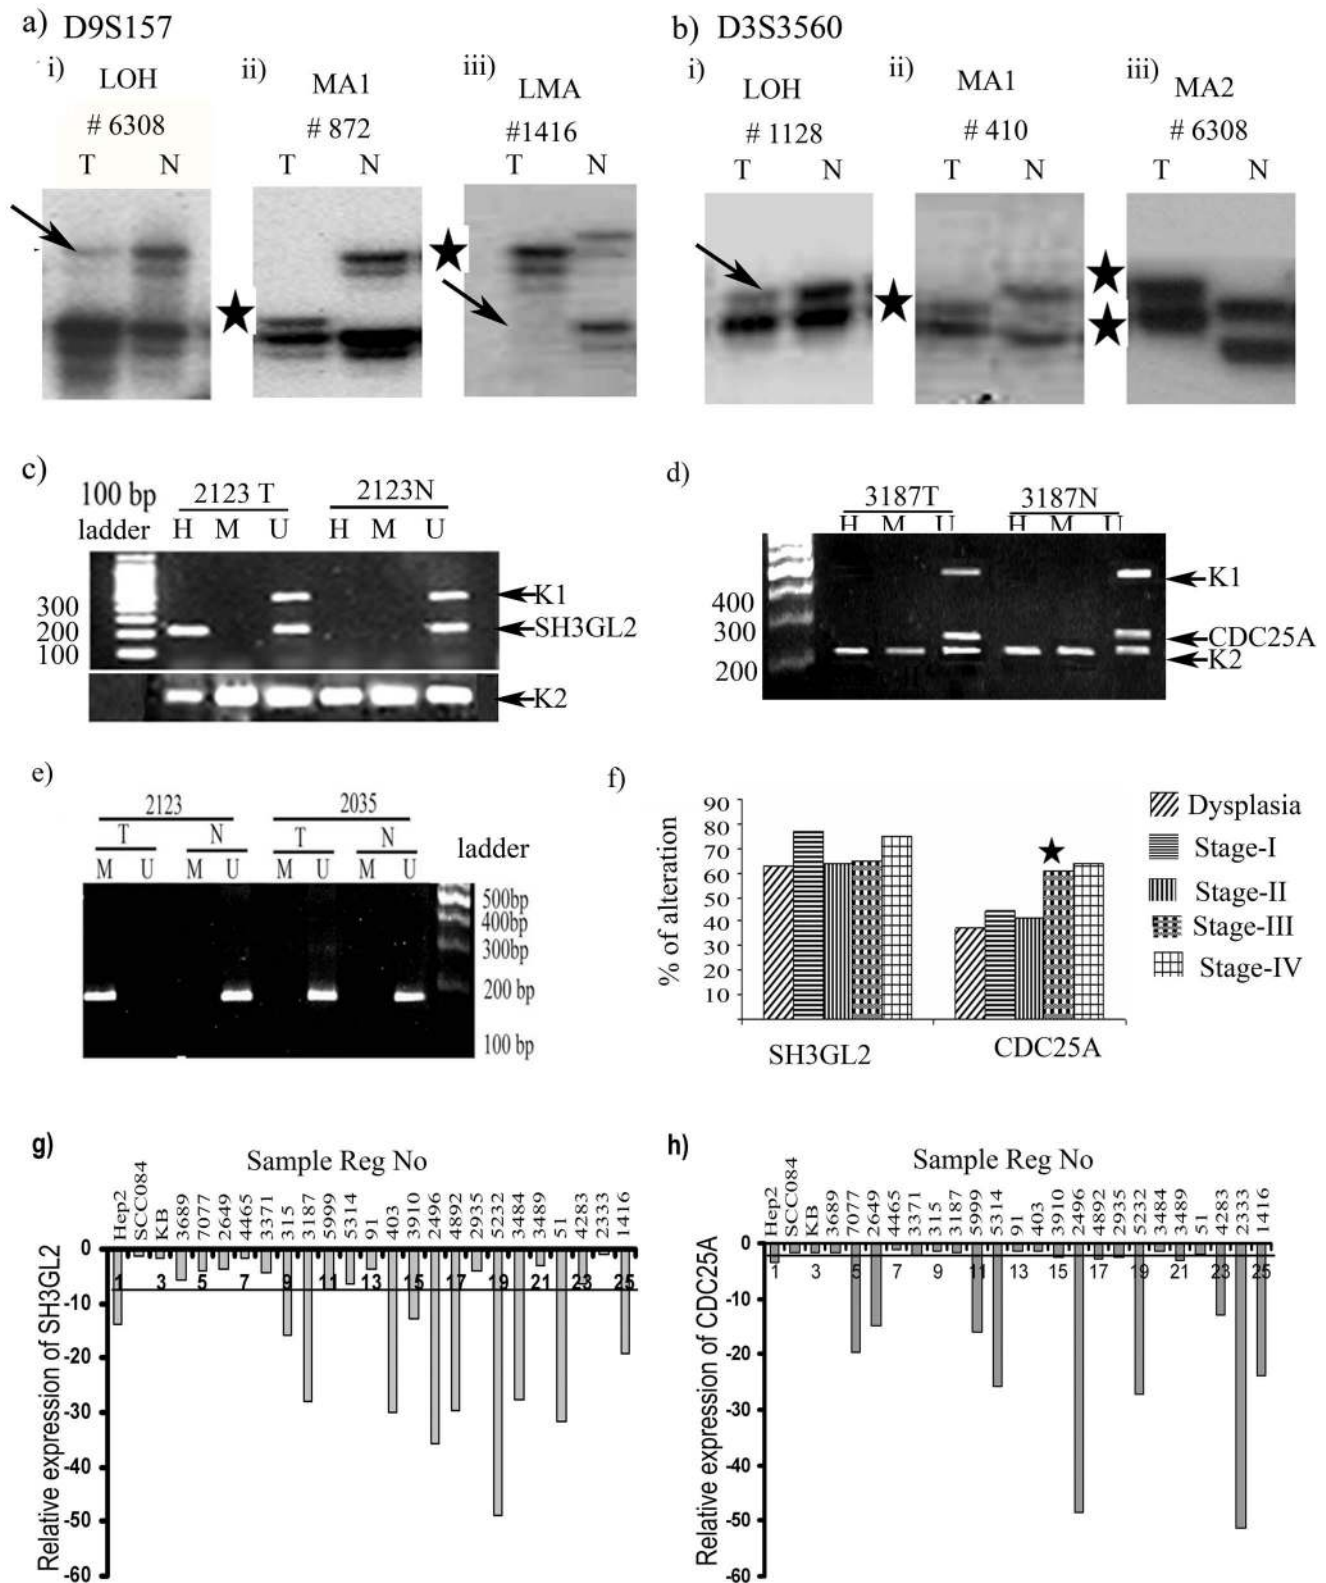 a) D9S157
i) LOH
# 6308
T N
ii) MA1
# 872
T N
iii) LMA
#1416
T N
b) D3S3560
i) LOH
# 1128
T N
ii) MA1
# 410
T N
iii) MA2
# 6308
T N
c)
100 bp
ladder
2123 T 2123N
H M U H M U
300
200
100
K1
SH3GL2
K2
d)
3187T 3187N
H M U H M U
400
300
200
K1
CDC25A
K2
e)
2123 2035
T N T N
M U M U M U M U
ladder
500bp
400bp
300bp
200 bp
100 bp
f)
% of alteration
90
80
70
60
50
40
30
20
10
SH3GL2 CDC25A
Dysplasia
Stage-I
Stage-II
Stage-III
Stage-IV
g)
Sample Reg No
Hep2 SCC084 KB 3689 7077 2649 4465 3371 315 3187 5999 5314 91 403 3910 2496 4892 2935 5232 3484 3489 51 4283 2333 1416
Relative expression of SH3GL2
0
-10
-20
-30
-40
-50
-60
1 3 5 7 9 11 13 15 17 19 21 23 25
h)
Sample Reg No
Hep2 SCC084 KB 3689 7077 2649 4465 3371 315 3187 5999 5314 91 403 3910 2496 4892 2935 5232 3484 3489 51 4283 2333 1416
Relative expression of CDC25A
0
-10
-20
-30
-40
-50
-60
1 3 5 7 9 11 13 15 17 19 21 23 25